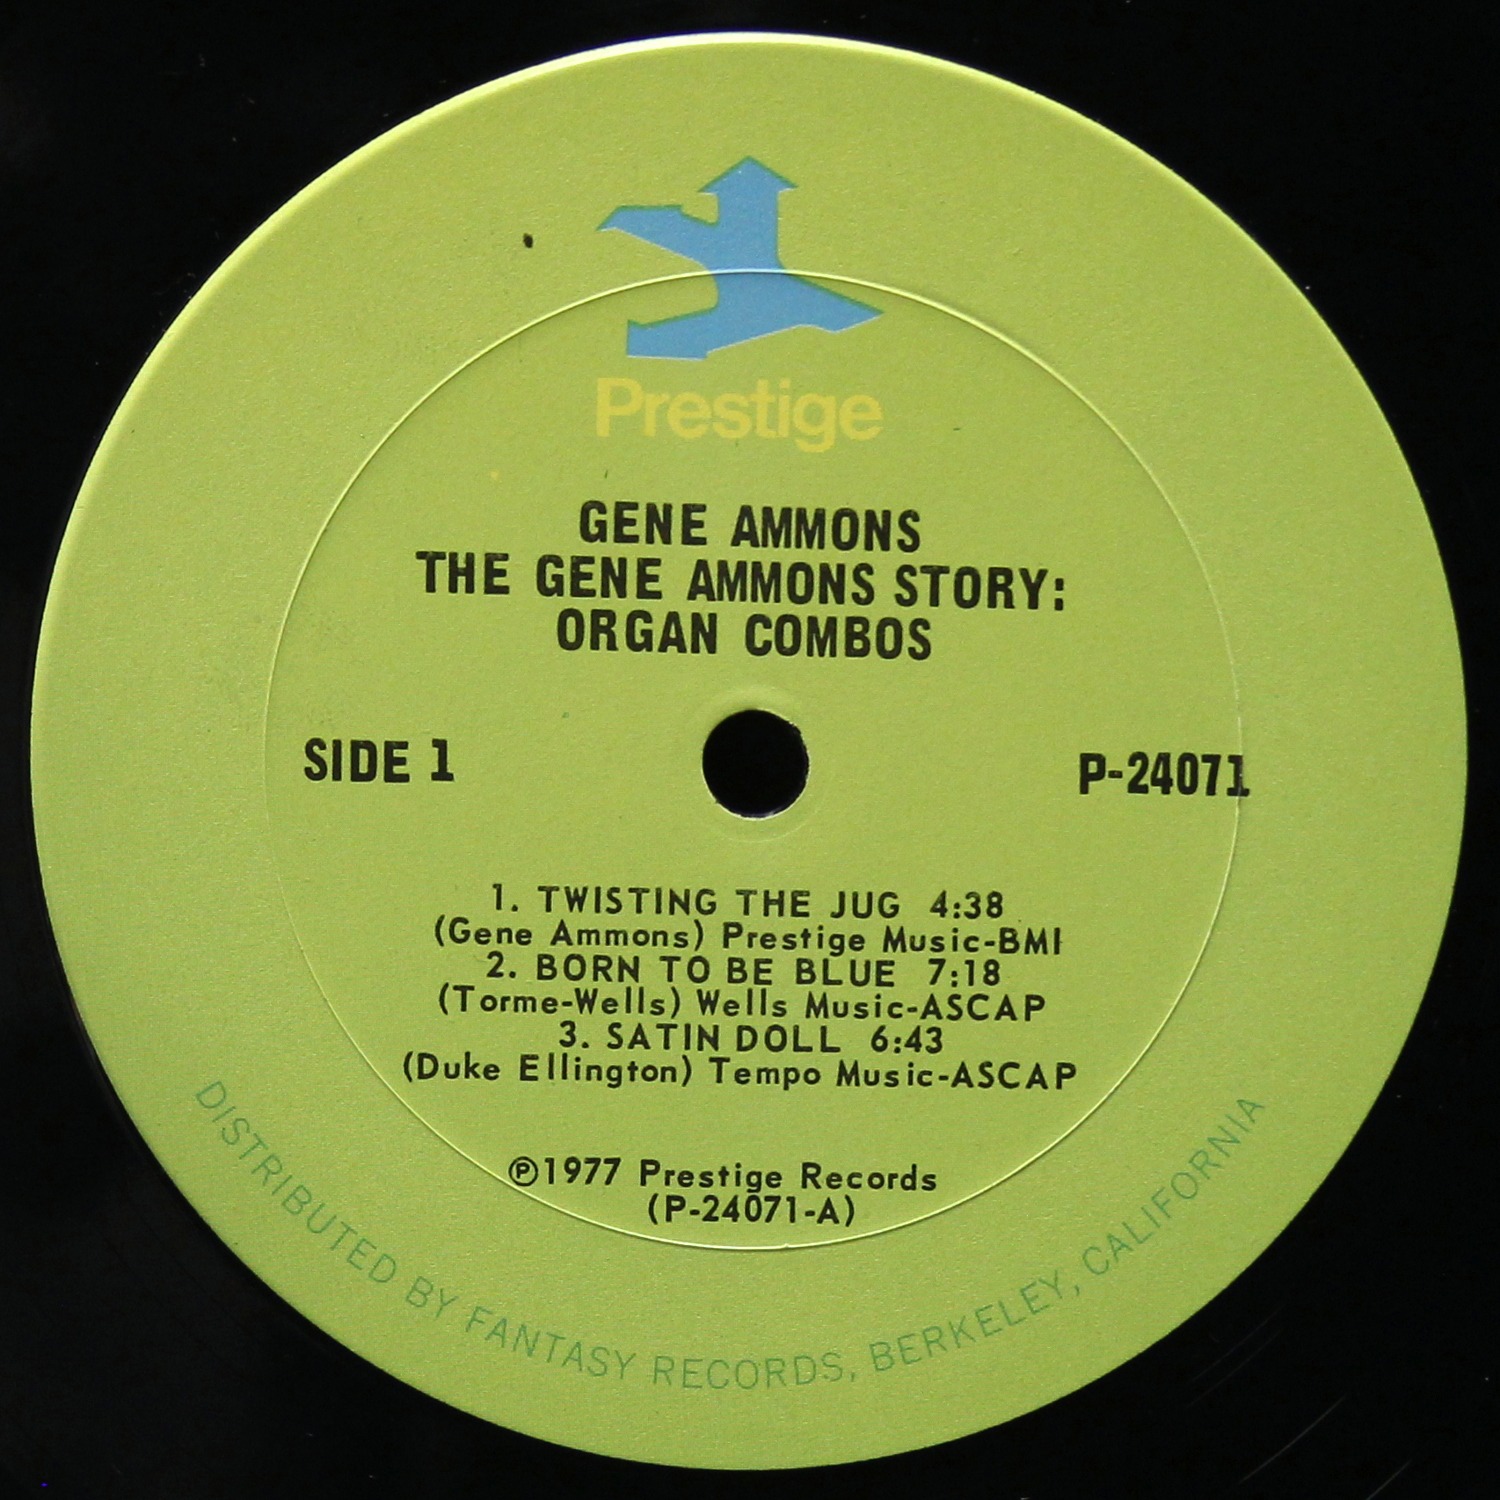 Prestige
GENE AMMONS
THE GENE AMMONS STORY:
ORGAN COMBOS
SIDE 1
P-24071
1. TWISTING THE JUG 4:38
(Gene Ammons) Prestige Music-BMI
2. BORN TO BE BLUE 7:18
(Torme-Wells) Wells Music-ASCAP
3. SATIN DOLL 6:43
(Duke Ellington) Tempo Music-ASCAP
℗1977 Prestige Records
(P-24071-A)
DISTRIBUTED BY FANTASY RECORDS, BERKELEY, CALIFORNIA